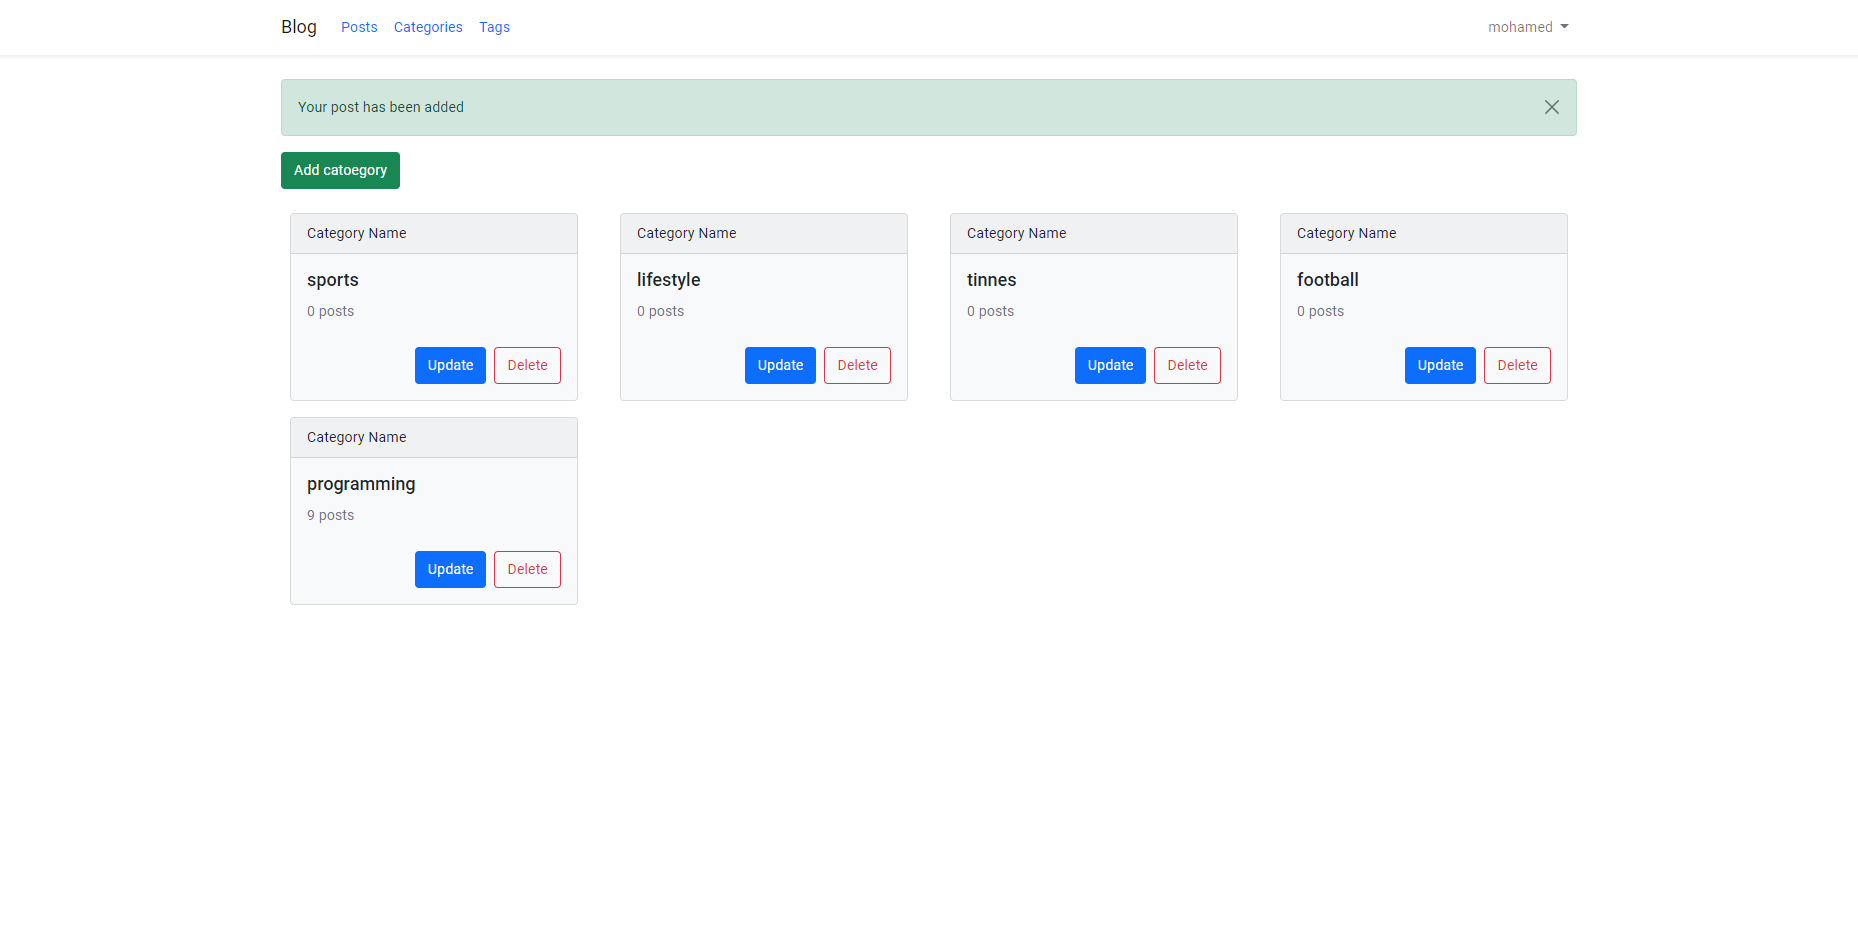 Blog Posts Categories Tags mohamed
Your post has been added
Add catoegory
Category Name
sports
0 posts
Update Delete
Category Name
lifestyle
0 posts
Update Delete
Category Name
tinnes
0 posts
Update Delete
Category Name
football
0 posts
Update Delete
Category Name
programming
9 posts
Update Delete